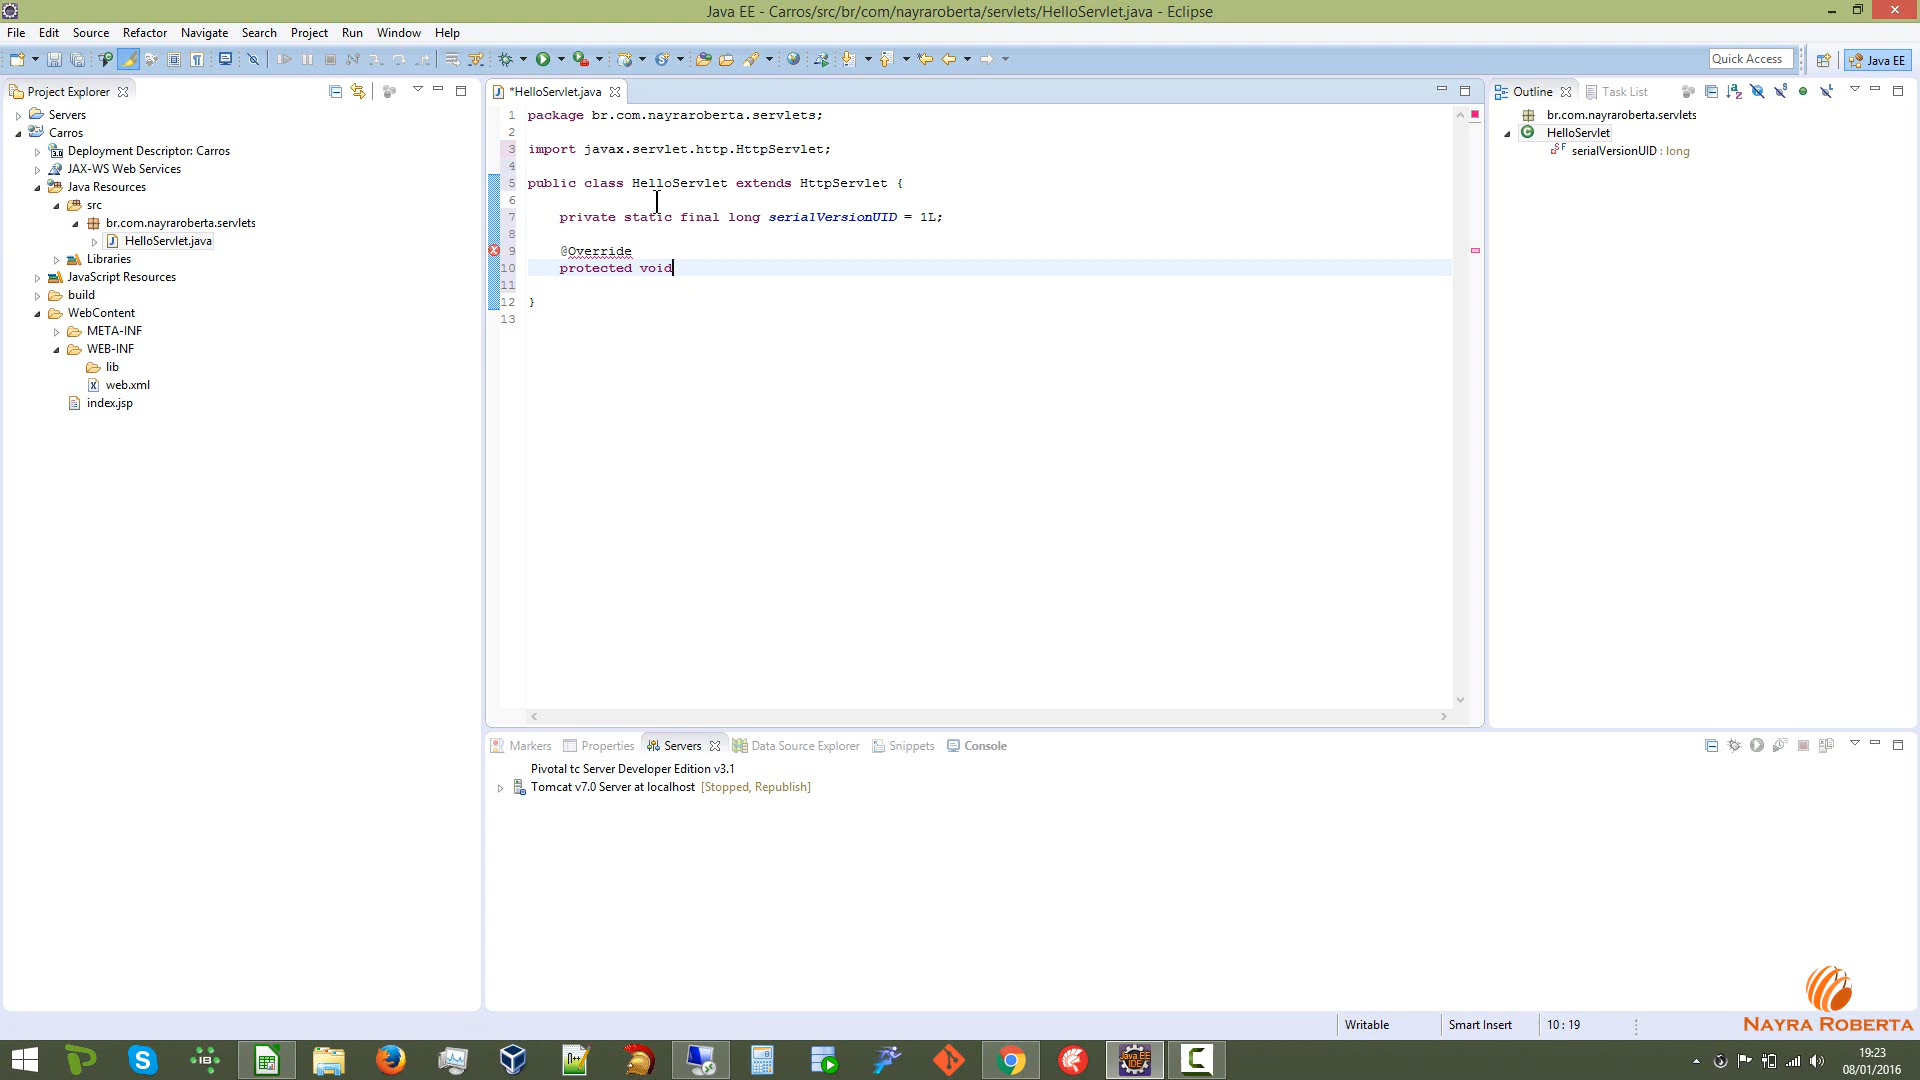 Java EE - Carros/src/br/com/nayraroberta/servlets/HelloServlet.java - Eclipse
File Edit Source Refactor Navigate Search Project Run Window Help
Quick Access
Java EE
Project Explorer
Servers
Carros
Deployment Descriptor: Carros
JAX-WS Web Services
Java Resources
src
br.com.nayraroberta.servlets
HelloServlet.java
Libraries
JavaScript Resources
build
WebContent
META-INF
WEB-INF
lib
web.xml
index.jsp
*HelloServlet.java
1 package br.com.nayraroberta.servlets;
2
3 import javax.servlet.http.HttpServlet;
4
5 public class HelloServlet extends HttpServlet {
6
7 private static final long serialVersionUID = 1L;
8
9 @Override
10 protected void
11
12 }
13
Outline Task List
br.com.nayraroberta.servlets
HelloServlet
serialVersionUID : long
Markers Properties Servers Data Source Explorer Snippets Console
Pivotal tc Server Developer Edition v3.1
Tomcat v7.0 Server at localhost [Stopped, Republish]
Writable Smart Insert 10 : 19
NAYRA ROBERTA
Java EE
IDE
19:23
08/01/2016